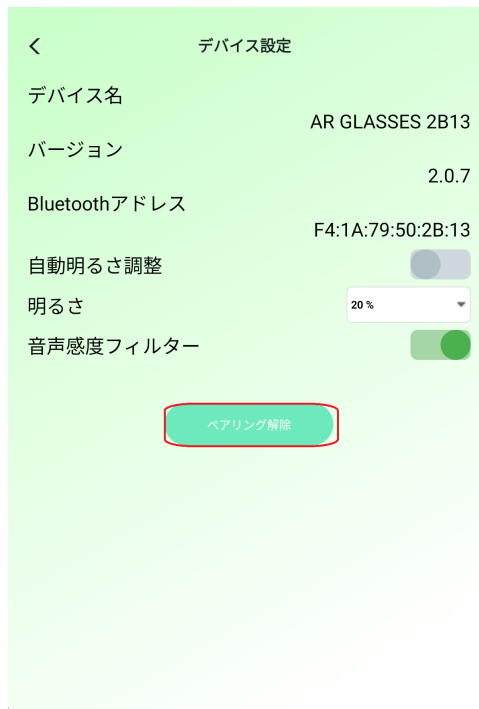 デバイス設定
デバイス名
AR GLASSES 2B13
バージョン
2.0.7
Bluetoothアドレス
F4:1A:79:50:2B:13
自動明るさ調整
明るさ
20 %
音声感度フィルター
ペアリング解除